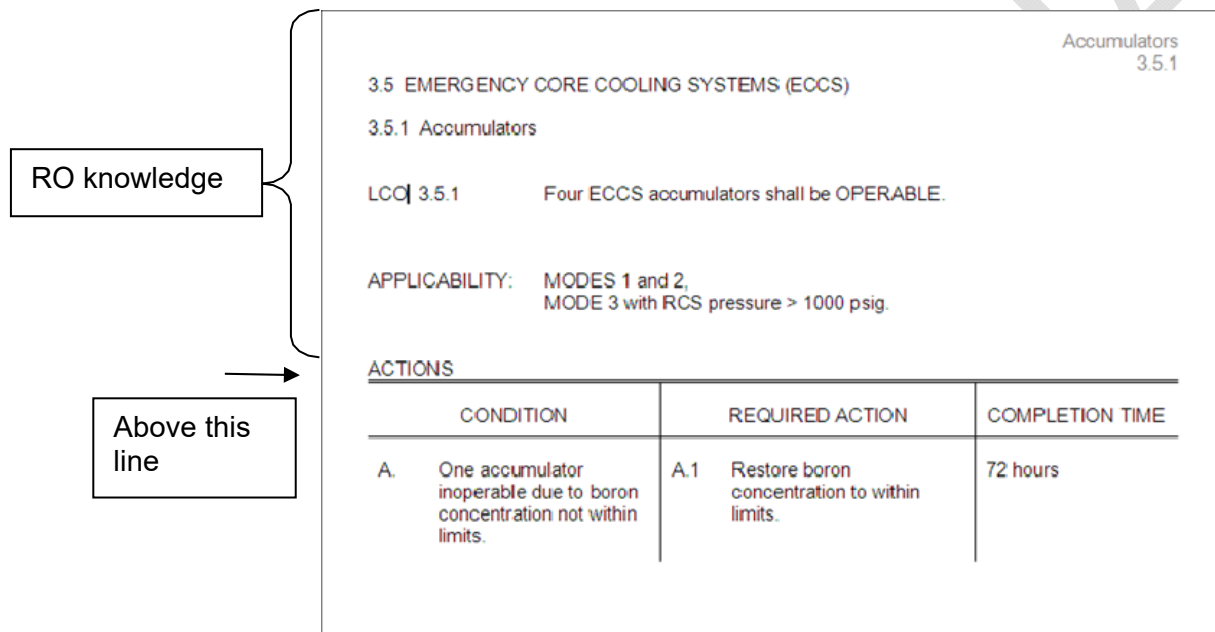 Accumulators
3.5.1
3.5 EMERGENCY CORE COOLING SYSTEMS (ECCS)
3.5.1 Accumulators
RO knowledge
LCO 3.5.1 Four ECCS accumulators shall be OPERABLE.
APPLICABILITY: MODES 1 and 2,
MODE 3 with RCS pressure > 1000 psig.
ACTIONS
Above this
line
CONDITION REQUIRED ACTION COMPLETION TIME
A. One accumulator
inoperable due to boron
concentration not within
limits.
A.1 Restore boron
concentration to within
limits.
72 hours